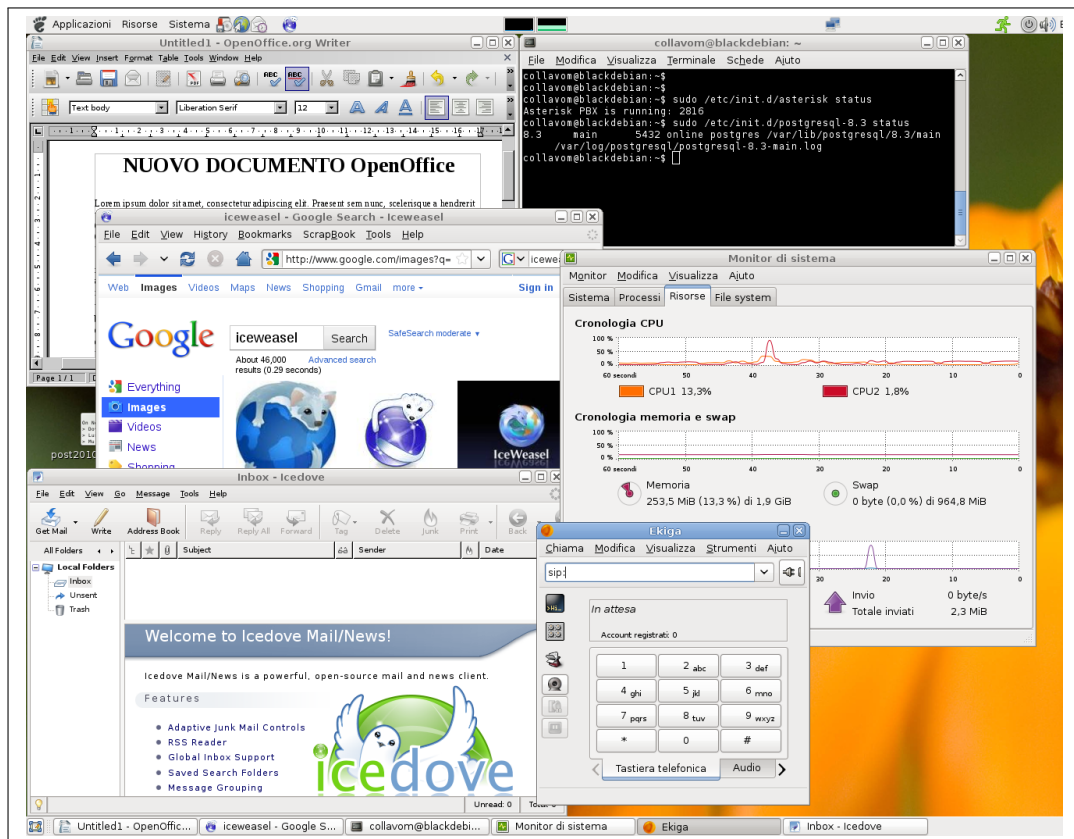 Applicazioni Risorse Sistema
Untitled1 - OpenOffice.org Writer
File Edit View Insert Format Table Tools Window Help
Text body Liberation Serif 12
NUOVO DOCUMENTO OpenOffice
Lorem ipsum dolor sit amet, consectetur adipiscing elit. Praesent sem nunc, scelerisque a hendrerit
Page 1 / 1
collavom@blackdebian: ~
File Modifica Visualizza Terminale Schede Aiuto
collavom@blackdebian:~$
collavom@blackdebian:~$
collavom@blackdebian:~$ sudo /etc/init.d/asterisk status
Asterisk PBX is running: 2816
collavom@blackdebian:~$ sudo /etc/init.d/postgresql-8.3 status
8.3 main 5432 online postgres /var/lib/postgresql/8.3/main
/var/log/postgresql/postgresql-8.3-main.log
collavom@blackdebian:~$
iceweasel - Google Search - Iceweasel
File Edit View History Bookmarks ScrapBook Tools Help
http://www.google.com/images?q= icewea
Web Images Videos Maps News Shopping Gmail more Sign in
Google iceweasel Search SafeSearch moderate
About 46,000 Advanced search
results (0.29 seconds)
Everything
Images
Videos
News
Shopping
IceWeasel
post2010
Monitor di sistema
Monitor Modifica Visualizza Aiuto
Sistema Processi Risorse File system
Cronologia CPU
100 %
50 %
0 %
60 secondi 50 40 30 20 10 0
CPU1 13,3% CPU2 1,8%
Cronologia memoria e swap
100 %
50 %
0 %
60 secondi 50 40 30 20 10 0
Memoria Swap
253,5 MiB (13,3 %) di 1,9 GiB 0 byte (0,0 %) di 964,8 MiB
20 10 0
Invio 0 byte/s
Totale inviati 2,3 MiB
Inbox - Icedove
File Edit View Go Message Tools Help
Get Mail Write Address Book Reply Reply All Forward Tag Delete Junk Print Back
All Folders Subject Sender Date
Local Folders
Inbox
Unsent
Trash
Welcome to Icedove Mail/News!
Icedove Mail/News is a powerful, open-source mail and news client.
Features
Adaptive Junk Mail Controls
RSS Reader
Global Inbox Support
Saved Search Folders
Message Grouping
icedove
Unread: 0
Ekiga
Chiama Modifica Visualizza Strumenti Aiuto
sip:
In attesa
Account registrati: 0
1 2 abc 3 def
4 ghi 5 jkl 6 mno
7 pqrs 8 tuv 9 wxyz
* 0 #
Tastiera telefonica Audio
Untitled1 - OpenOffic... iceweasel - Google S... collavom@blackdebi... Monitor di sistema Ekiga Inbox - Icedove